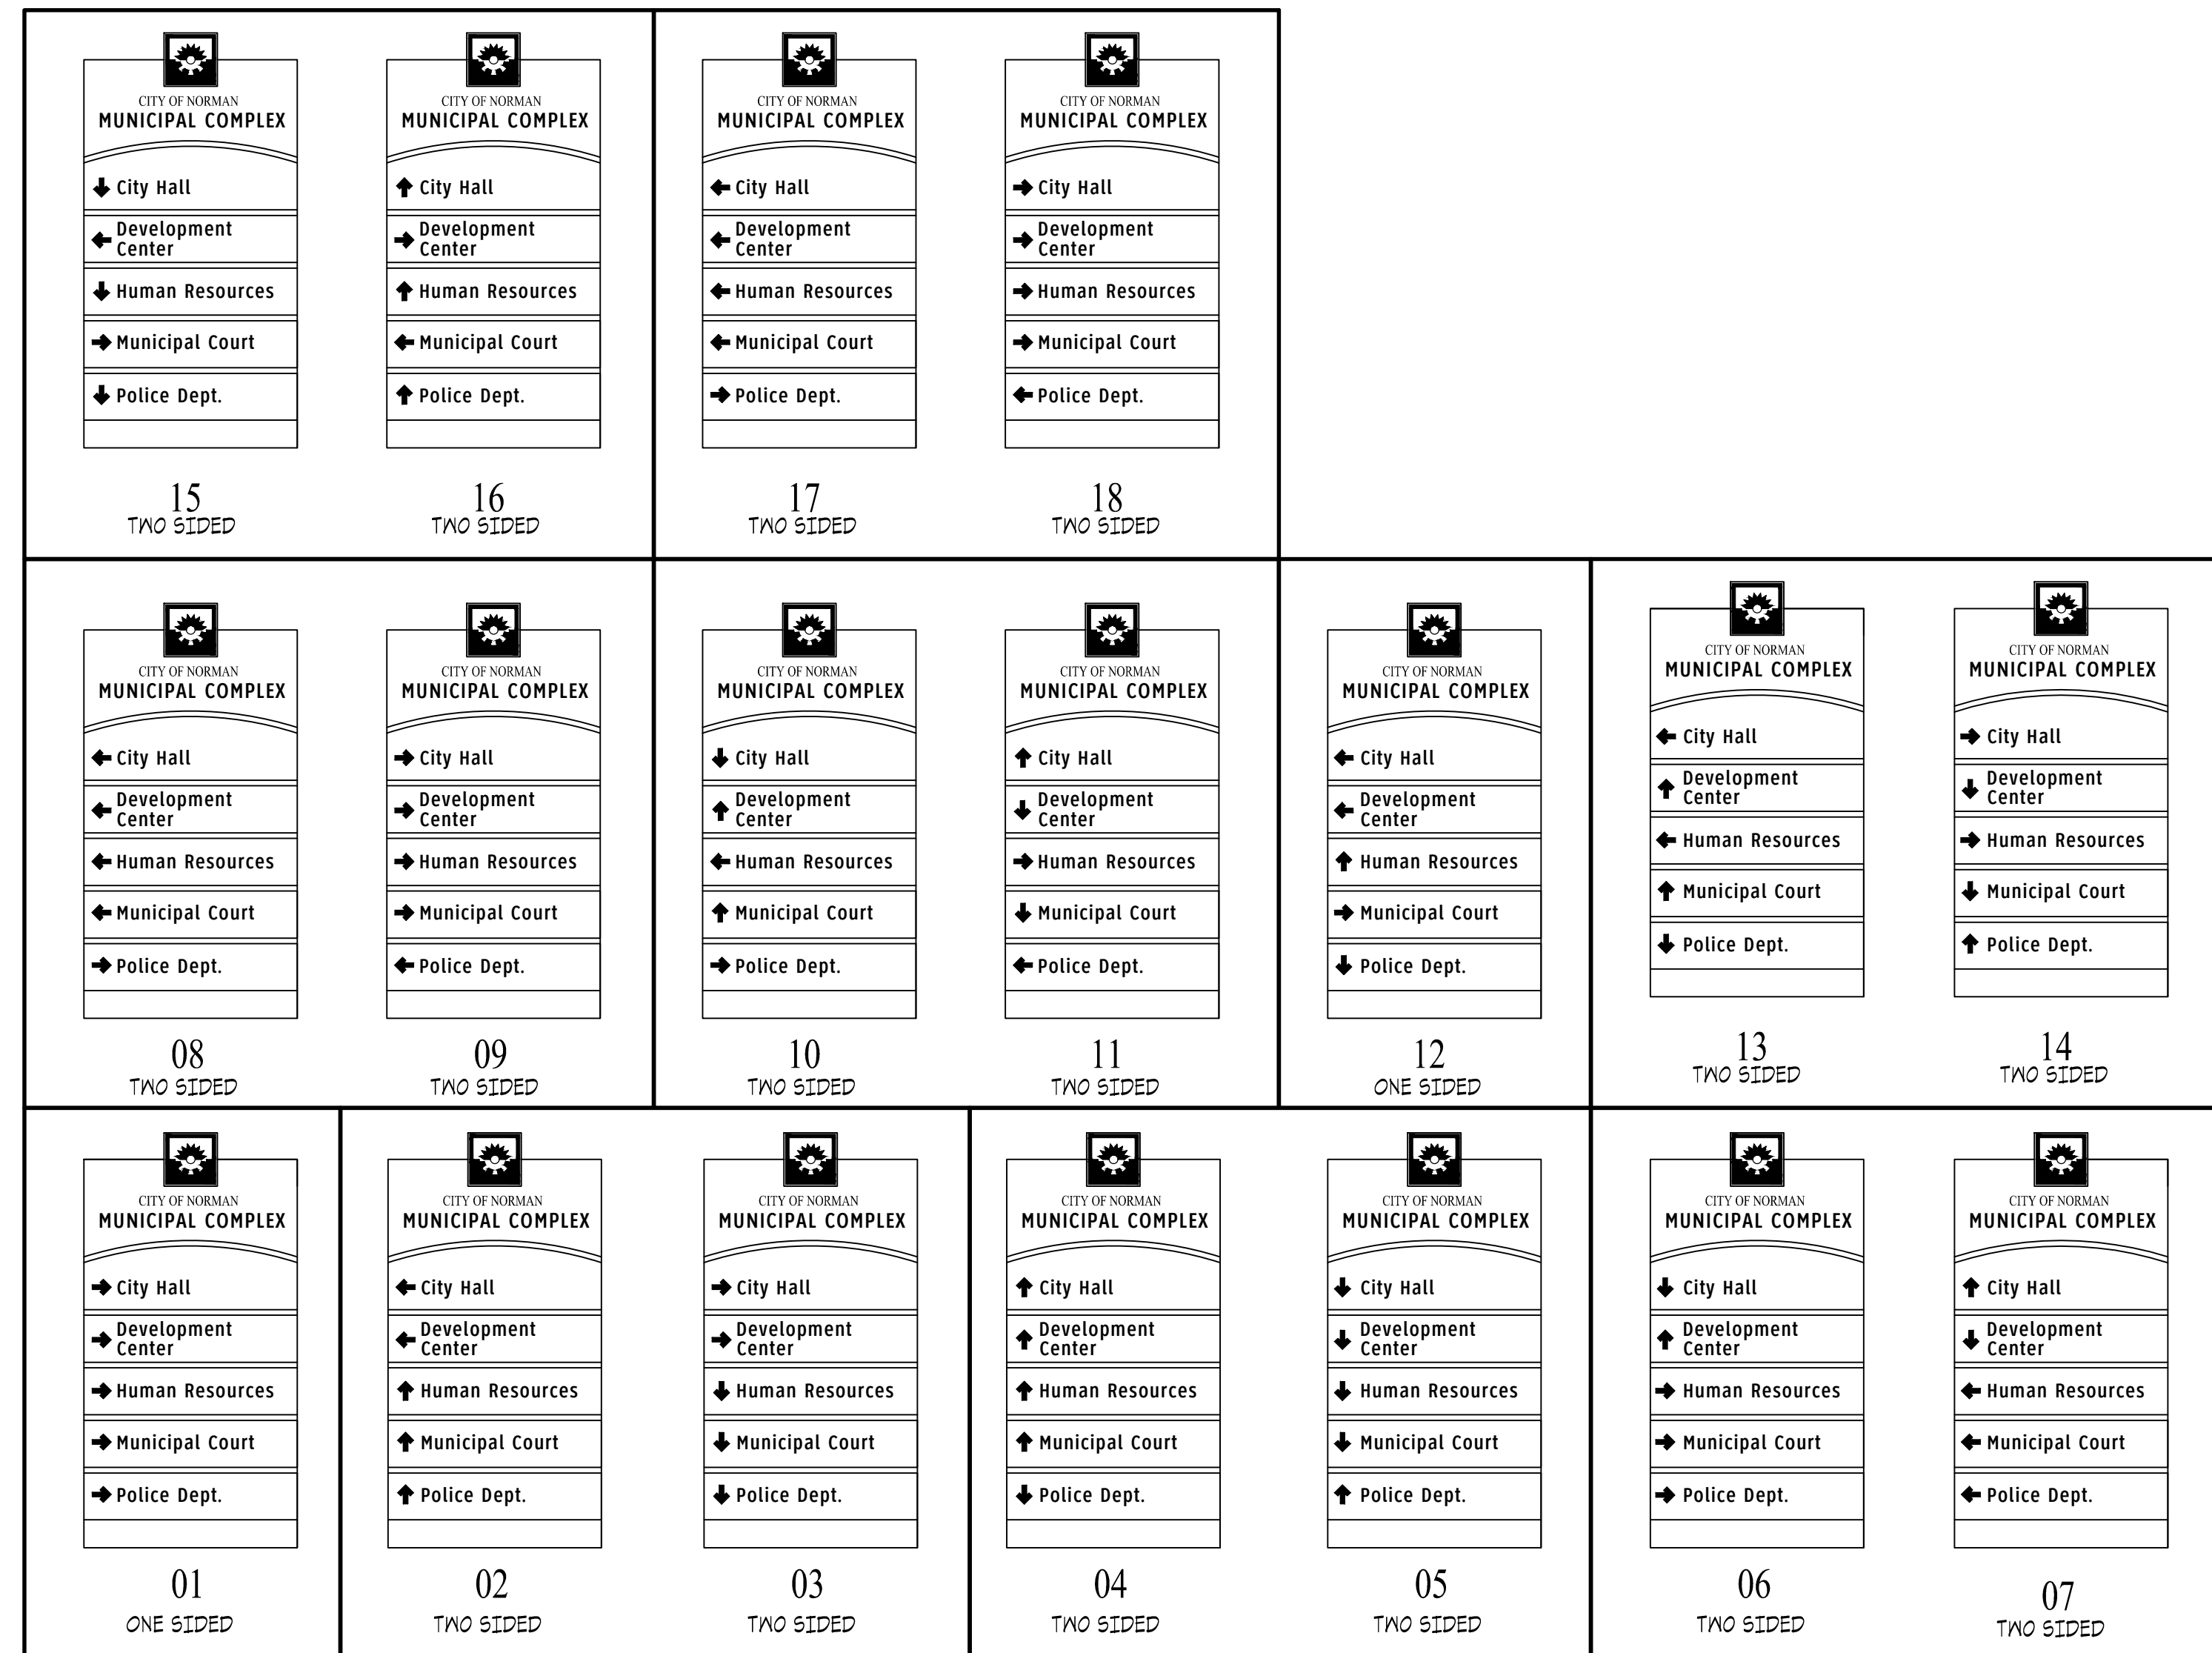 CITY OF NORMAN
MUNICIPAL COMPLEX
City Hall
Development
Center
Human Resources
Municipal Court
Police Dept.
15
TWO SIDED
CITY OF NORMAN
MUNICIPAL COMPLEX
City Hall
Development
Center
Human Resources
Municipal Court
Police Dept.
16
TWO SIDED
CITY OF NORMAN
MUNICIPAL COMPLEX
City Hall
Development
Center
Human Resources
Municipal Court
Police Dept.
17
TWO SIDED
CITY OF NORMAN
MUNICIPAL COMPLEX
City Hall
Development
Center
Human Resources
Municipal Court
Police Dept.
18
TWO SIDED
CITY OF NORMAN
MUNICIPAL COMPLEX
City Hall
Development
Center
Human Resources
Municipal Court
Police Dept.
08
TWO SIDED
CITY OF NORMAN
MUNICIPAL COMPLEX
City Hall
Development
Center
Human Resources
Municipal Court
Police Dept.
09
TWO SIDED
CITY OF NORMAN
MUNICIPAL COMPLEX
City Hall
Development
Center
Human Resources
Municipal Court
Police Dept.
10
TWO SIDED
CITY OF NORMAN
MUNICIPAL COMPLEX
City Hall
Development
Center
Human Resources
Municipal Court
Police Dept.
11
TWO SIDED
CITY OF NORMAN
MUNICIPAL COMPLEX
City Hall
Development
Center
Human Resources
Municipal Court
Police Dept.
12
ONE SIDED
CITY OF NORMAN
MUNICIPAL COMPLEX
City Hall
Development
Center
Human Resources
Municipal Court
Police Dept.
13
TWO SIDED
CITY OF NORMAN
MUNICIPAL COMPLEX
City Hall
Development
Center
Human Resources
Municipal Court
Police Dept.
14
TWO SIDED
CITY OF NORMAN
MUNICIPAL COMPLEX
City Hall
Development
Center
Human Resources
Municipal Court
Police Dept.
01
ONE SIDED
CITY OF NORMAN
MUNICIPAL COMPLEX
City Hall
Development
Center
Human Resources
Municipal Court
Police Dept.
02
TWO SIDED
CITY OF NORMAN
MUNICIPAL COMPLEX
City Hall
Development
Center
Human Resources
Municipal Court
Police Dept.
03
TWO SIDED
CITY OF NORMAN
MUNICIPAL COMPLEX
City Hall
Development
Center
Human Resources
Municipal Court
Police Dept.
04
TWO SIDED
CITY OF NORMAN
MUNICIPAL COMPLEX
City Hall
Development
Center
Human Resources
Municipal Court
Police Dept.
05
TWO SIDED
CITY OF NORMAN
MUNICIPAL COMPLEX
City Hall
Development
Center
Human Resources
Municipal Court
Police Dept.
06
TWO SIDED
CITY OF NORMAN
MUNICIPAL COMPLEX
City Hall
Development
Center
Human Resources
Municipal Court
Police Dept.
07
TWO SIDED